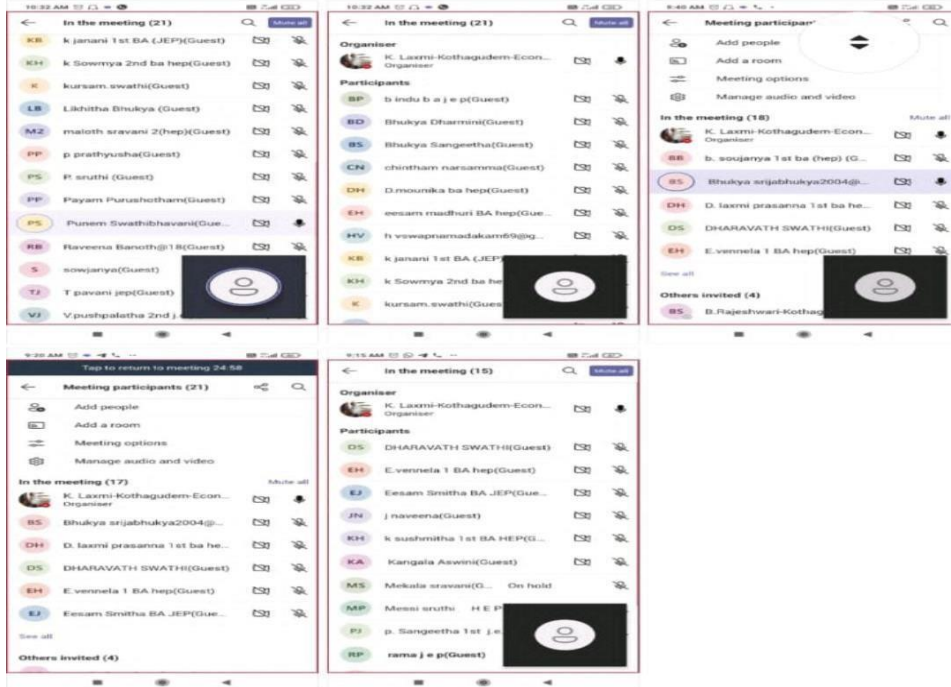 10:32 AM
In the meeting (21)
Mute all
KB k janani 1st BA (JEP)(Guest)
KH k Sowmya 2nd ba hep(Guest)
K kursam.swathi(Guest)
LB Likhitha Bhukya (Guest)
MZ maloth sravani 2(hep)(Guest)
PP p prathyusha(Guest)
PS P. sruthi (Guest)
PP Payam Purushotham(Guest)
PS Punem Swathibhavani(Gue...
RB Raveena Banoth@18(Guest)
S sowjanya(Guest)
TJ T pavani jep(Guest)
VJ V.pushpalatha 2nd j
10:32 AM
In the meeting (21)
Mute all
Organiser
K. Laxmi-Kothagudem-Econ...
Organiser
Participants
BP b indu b a j e p(Guest)
BD Bhukya Dharmini(Guest)
BS Bhukya Sangeetha(Guest)
CN chintham narsamma(Guest)
DH D.mounika ba hep(Guest)
EH eesam madhuri BA hep(Gue...
HV h vswapnamadakam69@g...
KB k janani 1st BA (JEP)
KH k Sowmya 2nd ba he
K kursam.swathi(Gues
9:40 AM
Meeting participan
Add people
Add a room
Meeting options
Manage audio and video
In the meeting (18)
Mute all
K. Laxmi-Kothagudem-Econ...
Organiser
BB b. soujanya 1st ba (hep) (G...
BS Bhukya srijabhukya2004@...
DH D. laxmi prasanna 1st ba he...
DS DHARAVATH SWATHI(Guest)
EH E.vennela 1 BA hep(Guest)
See all
Others invited (4)
BS B.Rajeshwari-Kothag
9:20 AM
Tap to return to meeting 24:58
Meeting participants (21)
Add people
Add a room
Meeting options
Manage audio and video
In the meeting (17)
Mute all
K. Laxmi-Kothagudem-Econ...
Organiser
BS Bhukya srijabhukya2004@...
DH D. laxmi prasanna 1st ba he...
DS DHARAVATH SWATHI(Guest)
EH E.vennela 1 BA hep(Guest)
EJ Eesam Smitha BA JEP(Gue...
See all
Others invited (4)
9:15 AM
In the meeting (15)
Mute all
Organiser
K. Laxmi-Kothagudem-Econ...
Organiser
Participants
DS DHARAVATH SWATHI(Guest)
EH E.vennela 1 BA hep(Guest)
EJ Eesam Smitha BA JEP(Gue...
JN j naveena(Guest)
KH k sushmitha 1st BA HEP(G...
KA Kangala Aswini(Guest)
MS Mekala sravani(G... On hold
MP Messi sruthi H E P
PJ p. Sangeetha 1st j.e
RP rama j e p(Guest)